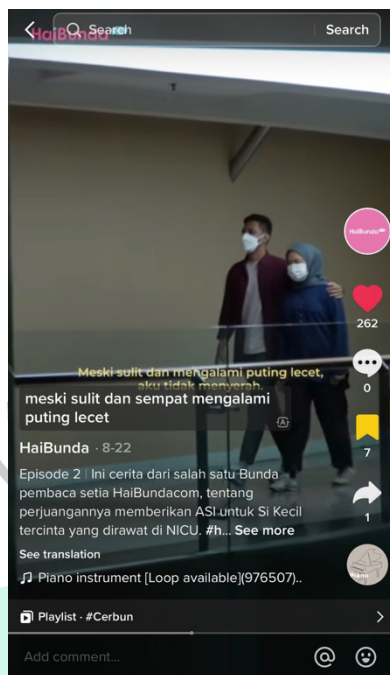 HaiBunda
Search
Search
HaiBunda
262
Meski sulit dan mengalami puting lecet,
aku tidak menyerah.
0
meski sulit dan sempat mengalami
puting lecet
HaiBunda · 8-22
7
Episode 2 | Ini cerita dari salah satu Bunda
pembaca setia HaiBundacom, tentang
perjuangannya memberikan ASI untuk Si Kecil
tercinta yang dirawat di NICU. #h... See more
1
See translation
Piano instrument [Loop available](976507)..
Piano
Playlist · #Cerbun
Add comment...